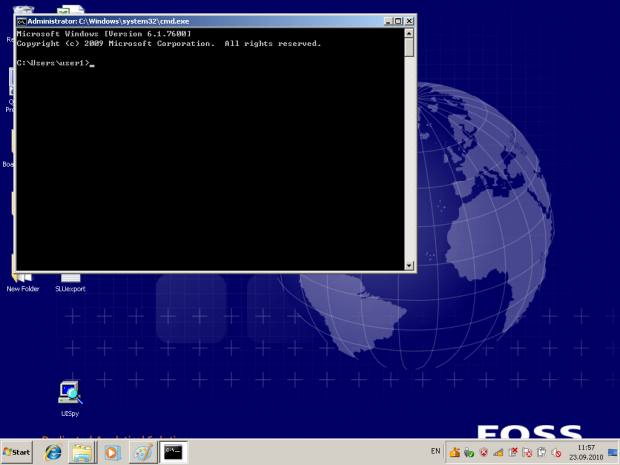 Administrator: C:\Windows\system32\cmd.exe
Microsoft Windows [Version 6.1.7600]
Copyright (c) 2009 Microsoft Corporation.  All rights reserved.
C:\Users\user1>_
New Folder
SLUexport
UISpy
FOSS
Start
EN
11:57
23.09.2010